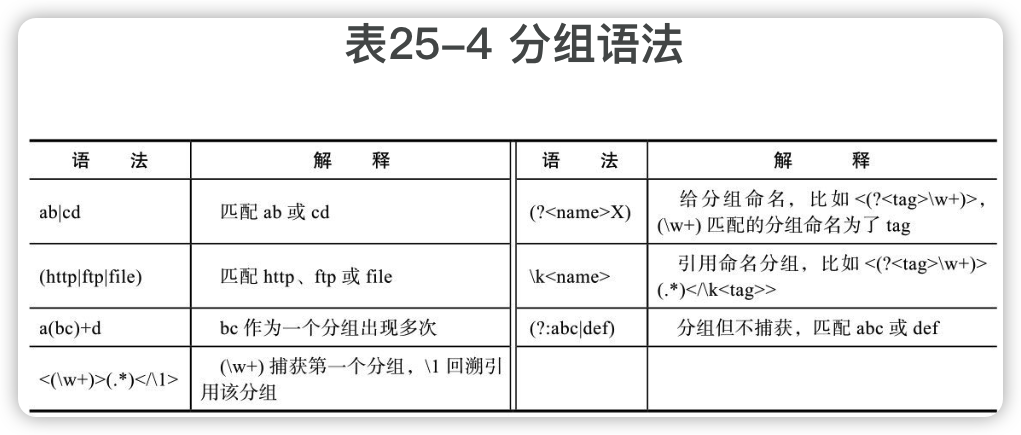 表25-4 分组语法
语 法
解 释
语 法
解 释
ab|cd
匹配 ab 或 cd
(?<name>X)
给分组命名，比如 <(?<tag>\w+)>，
(\w+) 匹配的分组命名为了 tag
(http|ftp|file)
匹配 http、ftp 或 file
\k<name>
引用命名分组，比如 <(?<tag>\w+)>
(.*)</\k<tag>>
a(bc)+d
bc 作为一个分组出现多次
(?:abc|def)
分组但不捕获，匹配 abc 或 def
<(\w+)>(.*)</\1>
(\w+) 捕获第一个分组，\1 回溯引
用该分组